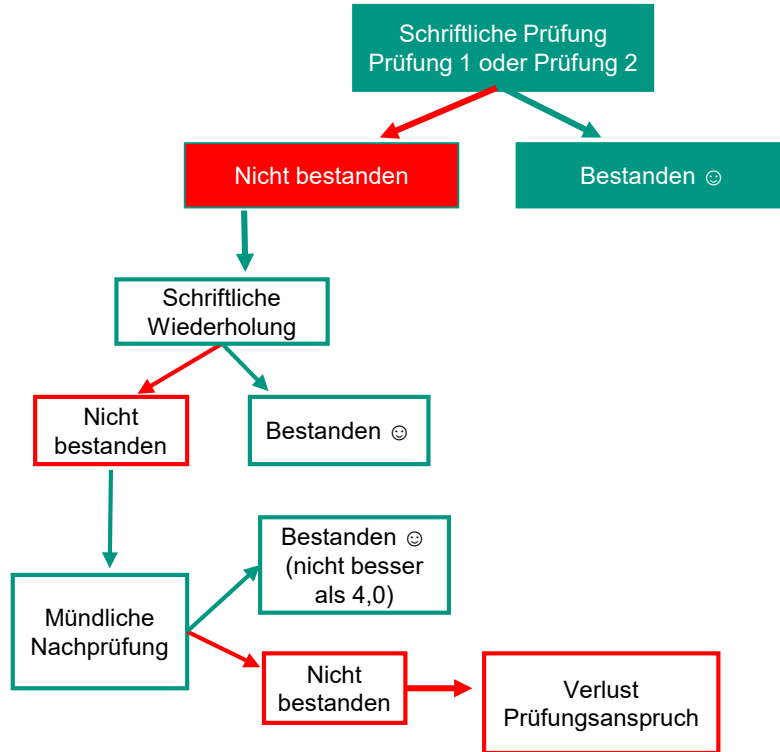 Schriftliche Prüfung
Prüfung 1 oder Prüfung 2
Nicht bestanden
Bestanden ☺
Schriftliche
Wiederholung
Nicht
bestanden
Bestanden ☺
Bestanden ☺
(nicht besser
als 4,0)
Mündliche
Nachprüfung
Nicht
bestanden
Verlust
Prüfungsanspruch